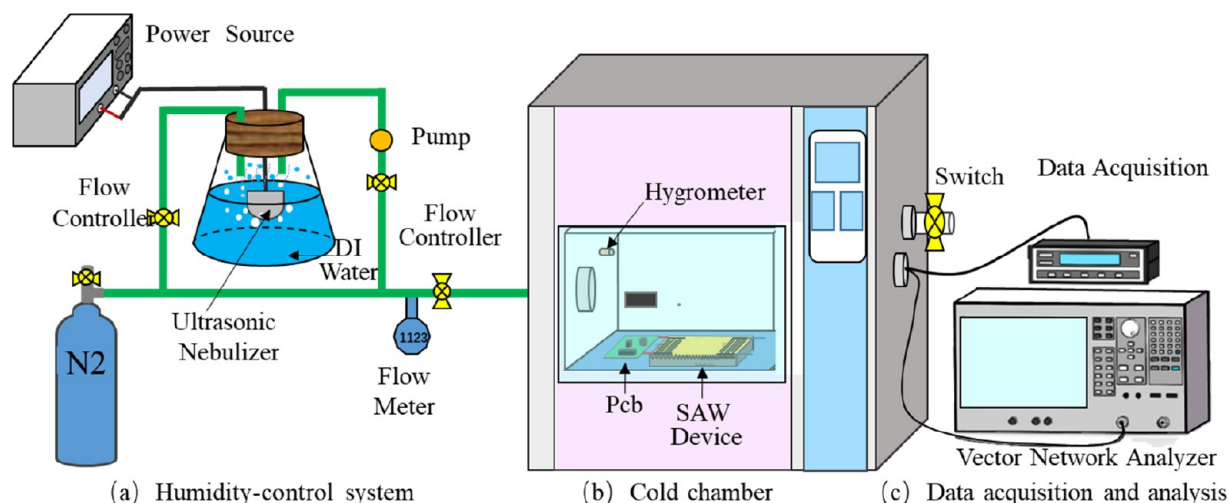 Power Source
Pump
Flow
Controller
Flow
Controller
DI
Water
Ultrasonic
Nebulizer
N2
1123
Flow
Meter
Hygrometer
Pcb
SAW
Device
Switch
Data Acquisition
Vector Network Analyzer
(a) Humidity-control system
(b) Cold chamber
(c) Data acquisition and analysis